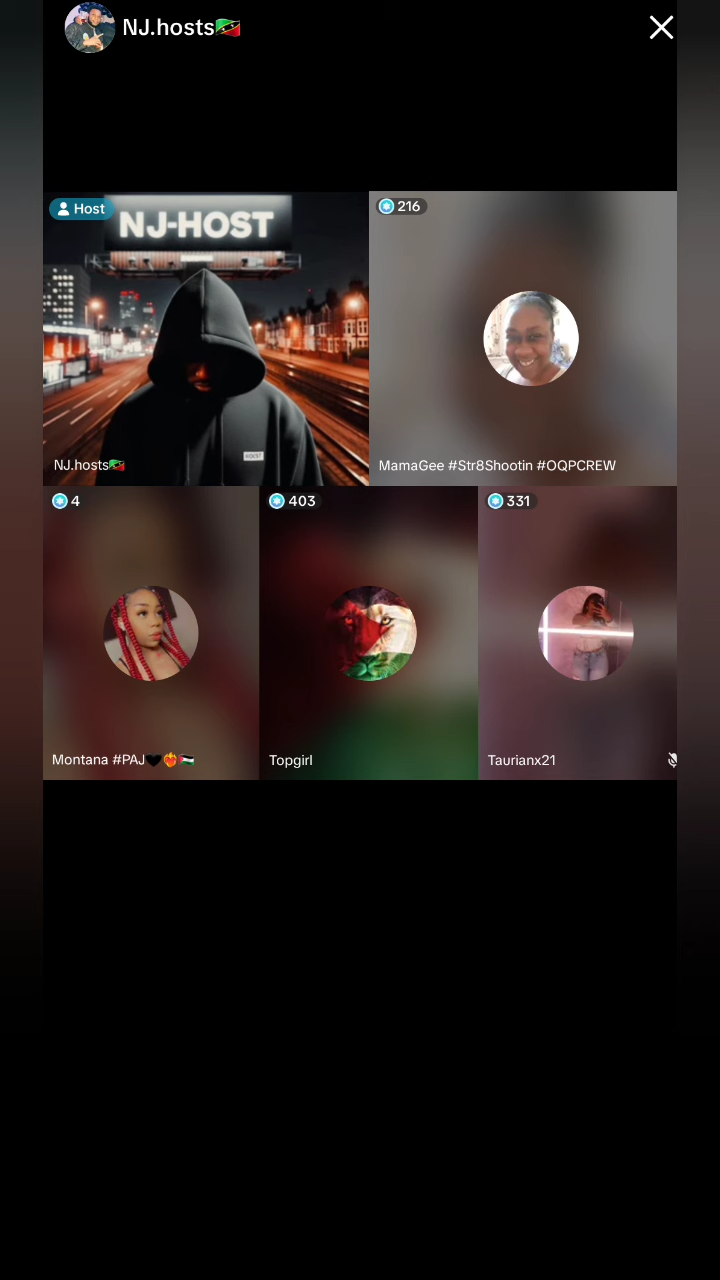 NJ.hosts🇰🇳
Host
NJ-HOST
216
NJ.hosts🇰🇳
MamaGee #Str8Shootin #OQPCREW
4
403
331
Montana #PAJ🖤❤️‍🔥🇵🇸
Topgirl
Taurianx21